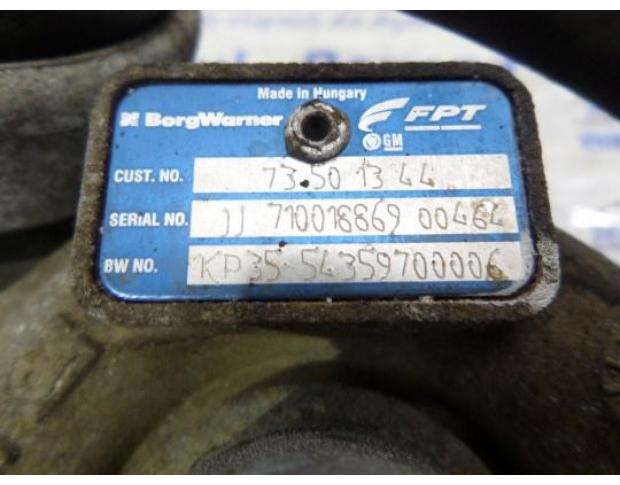 Made in Hungary
BorgWarner
FPT
GM
CUST. NO. 73.50 13 44
SERIAL NO. JJ 710018869 00464
BW NO. KP35-54359700006